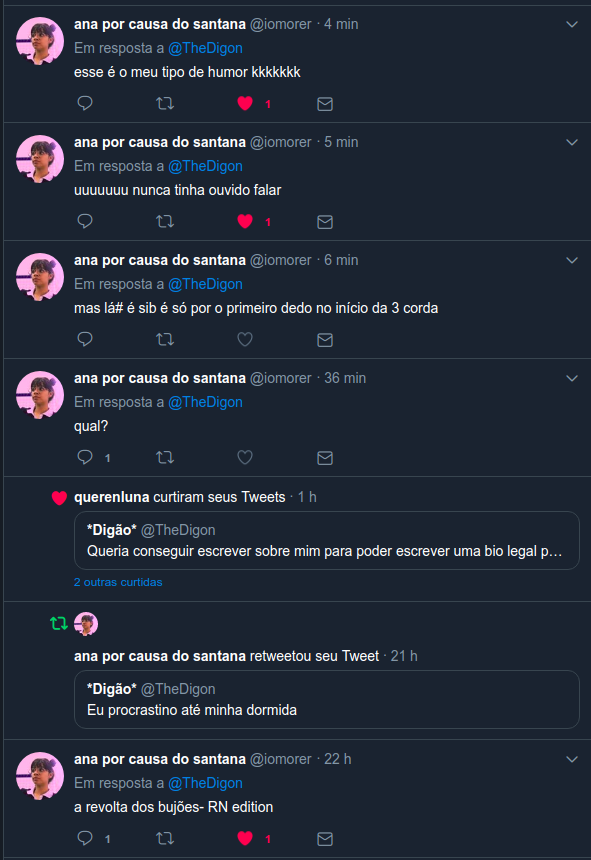 ana por causa do santana @iomorer · 4 min
Em resposta a @TheDigon
esse é o meu tipo de humor kkkkkkk
1
ana por causa do santana @iomorer · 5 min
Em resposta a @TheDigon
uuuuuuu nunca tinha ouvido falar
1
ana por causa do santana @iomorer · 6 min
Em resposta a @TheDigon
mas lá# é sib é só por o primeiro dedo no início da 3 corda
ana por causa do santana @iomorer · 36 min
Em resposta a @TheDigon
qual?
1
querenluna curtiram seus Tweets · 1 h
*Digão* @TheDigon
Queria conseguir escrever sobre mim para poder escrever uma bio legal p…
2 outras curtidas
ana por causa do santana retweetou seu Tweet · 21 h
*Digão* @TheDigon
Eu procrastino até minha dormida
ana por causa do santana @iomorer · 22 h
Em resposta a @TheDigon
a revolta dos bujões- RN edition
1 1